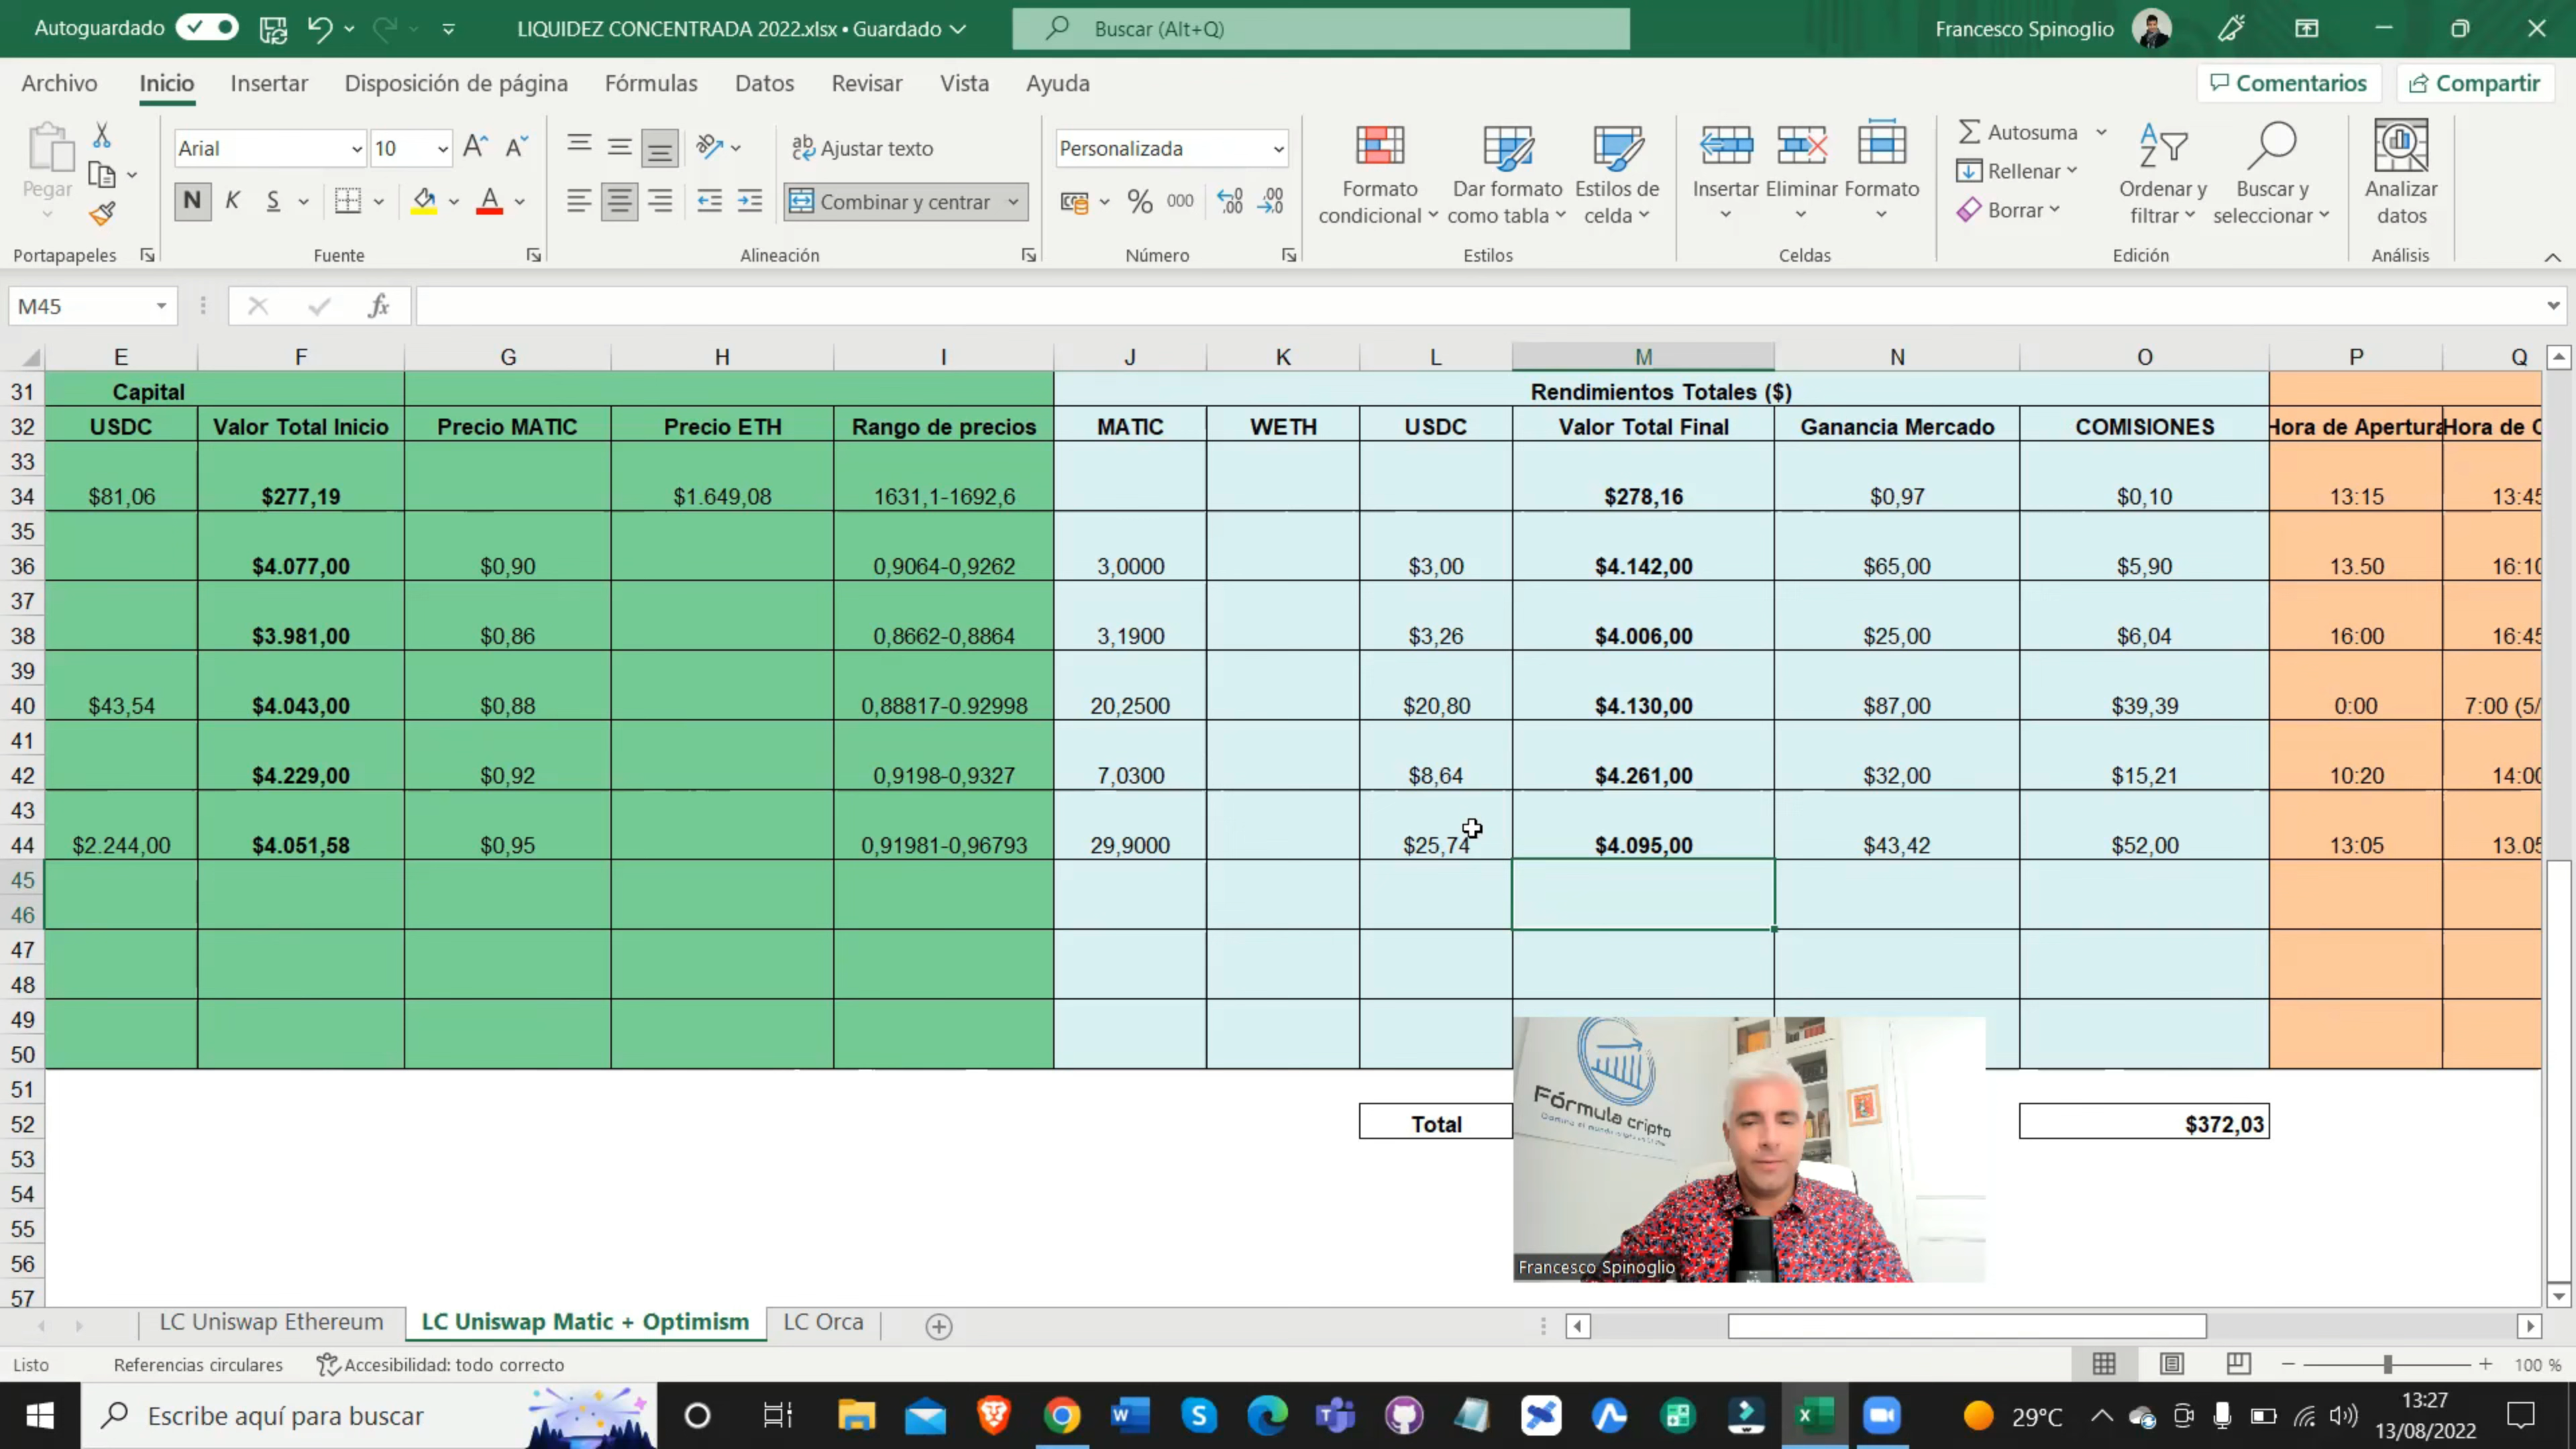 Autoguardado LIQUIDEZ CONCENTRADA 2022.xlsx • Guardado Buscar (Alt+Q) Francesco Spinoglio
Archivo Inicio Insertar Disposición de página Fórmulas Datos Revisar Vista Ayuda Comentarios Compartir
Pegar Arial 10 Ajustar texto Personalizada Autosuma
N K S Combinar y centrar % 000 Formato condicional Dar formato como tabla Estilos de celda Insertar Eliminar Formato Rellenar Borrar Ordenar y filtrar Buscar y seleccionar Analizar datos
Portapapeles Fuente Alineación Número Estilos Celdas Edición Análisis
M45 fx
E F G H I J K L M N O P Q
31 Capital Rendimientos Totales ($)
32 USDC Valor Total Inicio Precio MATIC Precio ETH Rango de precios MATIC WETH USDC Valor Total Final Ganancia Mercado COMISIONES Hora de Apertura Hora de C
33
34 $81,06 $277,19 $1.649,08 1631,1-1692,6 $278,16 $0,97 $0,10 13:15 13:45
35
36 $4.077,00 $0,90 0,9064-0,9262 3,0000 $3,00 $4.142,00 $65,00 $5,90 13.50 16:10
37
38 $3.981,00 $0,86 0,8662-0,8864 3,1900 $3,26 $4.006,00 $25,00 $6,04 16:00 16:45
39
40 $43,54 $4.043,00 $0,88 0,88817-0.92998 20,2500 $20,80 $4.130,00 $87,00 $39,39 0:00 7:00 (5/
41
42 $4.229,00 $0,92 0,9198-0,9327 7,0300 $8,64 $4.261,00 $32,00 $15,21 10:20 14:00
43
44 $2.244,00 $4.051,58 $0,95 0,91981-0,96793 29,9000 $25,74 $4.095,00 $43,42 $52,00 13:05 13.05
45
46
47
48
49
50
51
52 Total $372,03
53
54
55
56
57
Fórmula cripto
Francesco Spinoglio
LC Uniswap Ethereum LC Uniswap Matic + Optimism LC Orca
Listo Referencias circulares Accesibilidad: todo correcto 100 %
Escribe aquí para buscar 29°C 13:27
13/08/2022